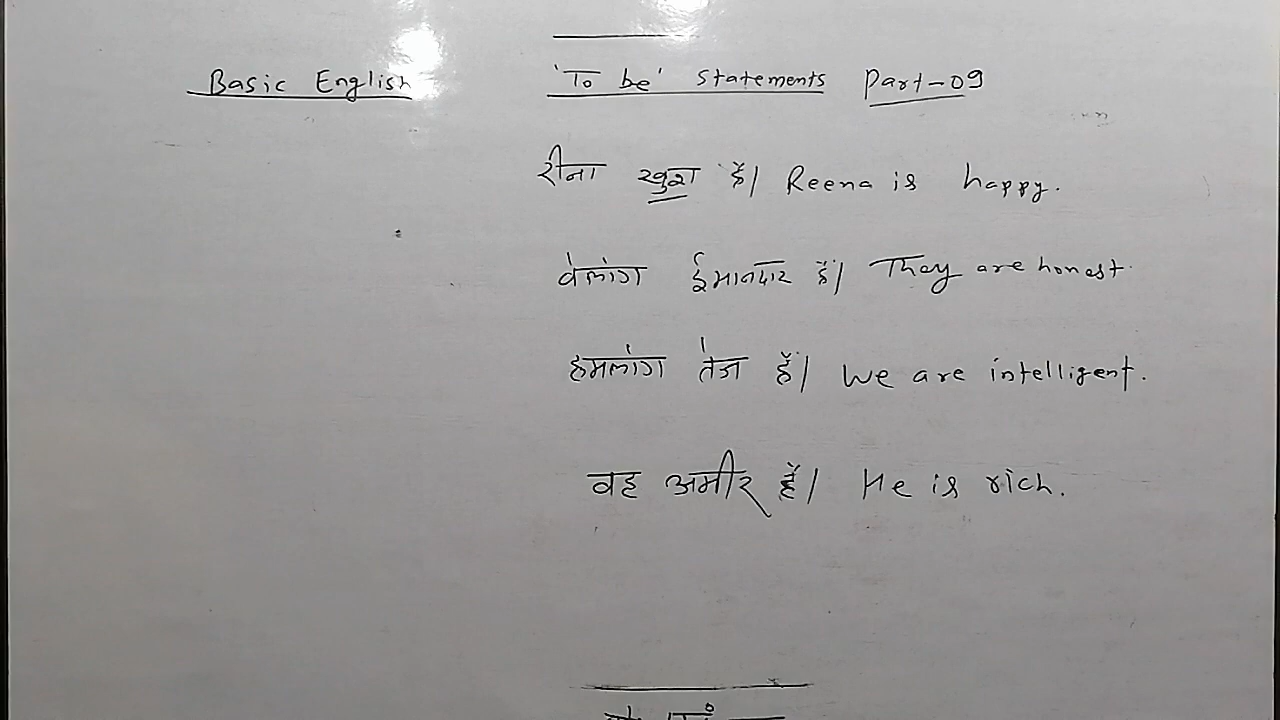 Basic English 'To be' Statements Part-09
रीना खुश है। Reena is happy.
वेलोग ईमानदार हैं। They are honest.
हमलोग तेज हैं। We are intelligent.
वह अमीर है। He is rich.